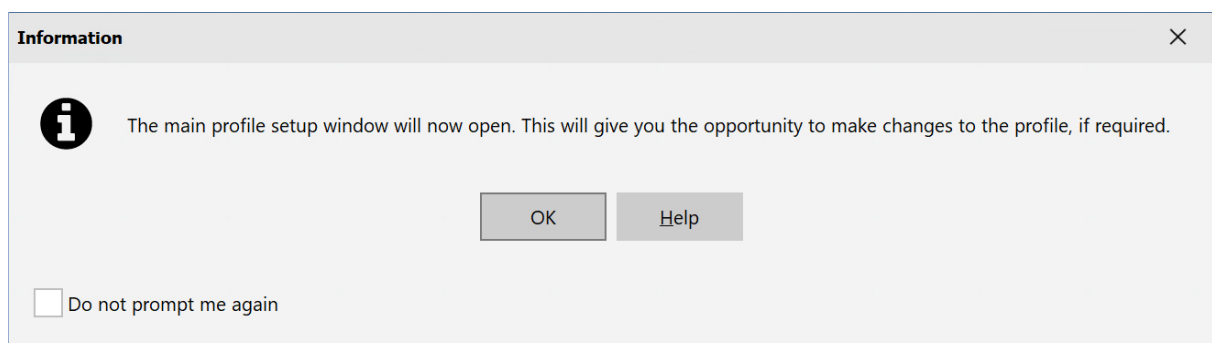 Information
The main profile setup window will now open. This will give you the opportunity to make changes to the profile, if required.
OK
Help
Do not prompt me again